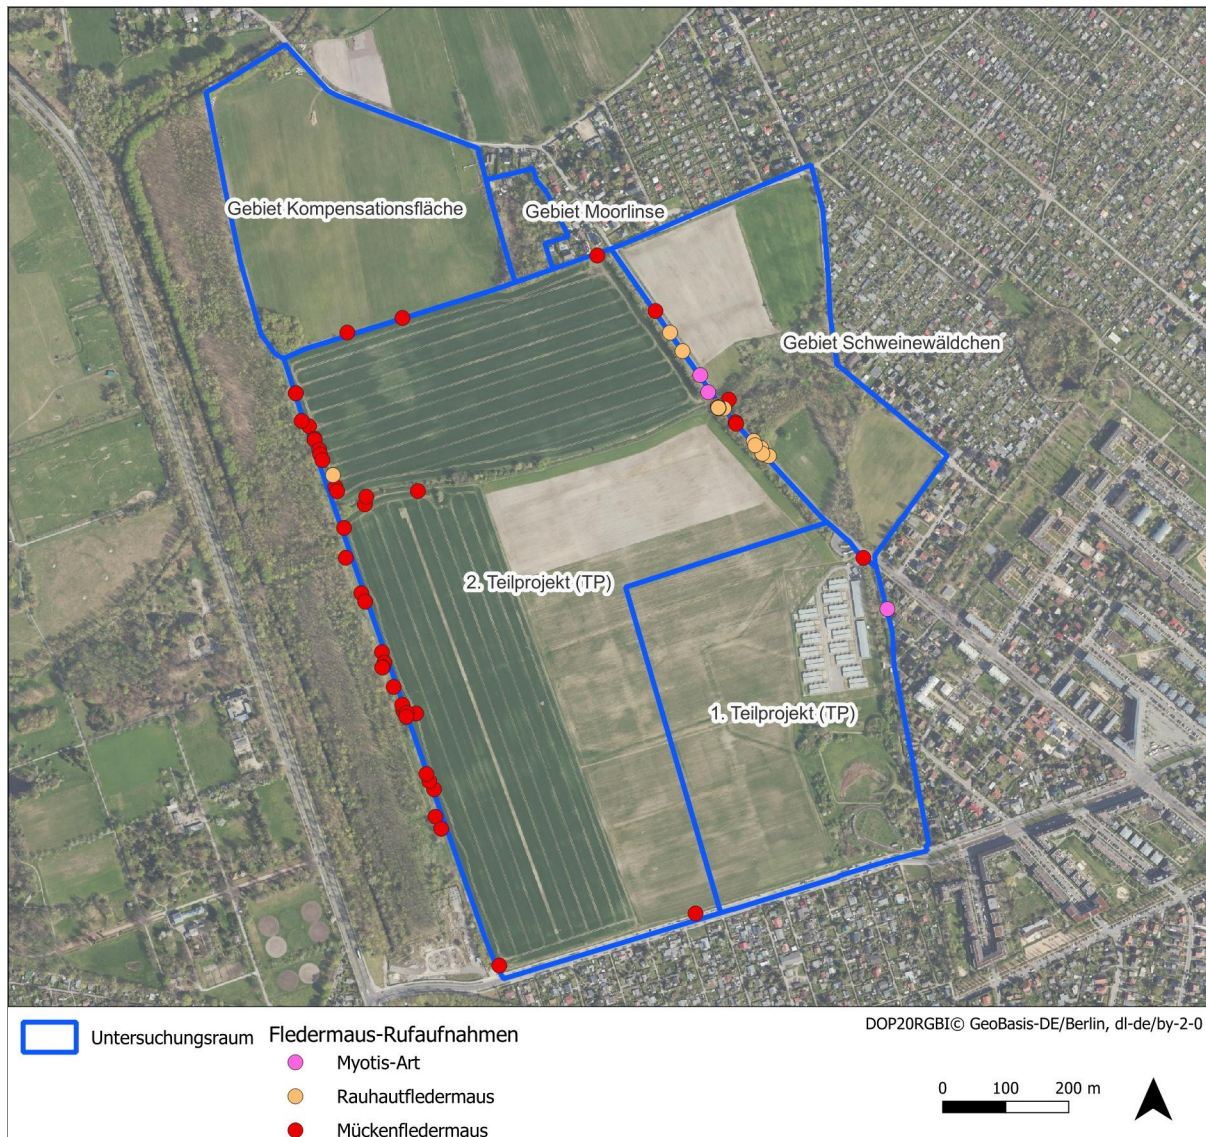 Gebiet Kompensationsfläche
Gebiet Moorlinse
Gebiet Schweinewäldchen
2. Teilprojekt (TP)
1. Teilprojekt (TP)
Untersuchungsraum
Fledermaus-Rufaufnahmen
Myotis-Art
Rauhautfledermaus
Mückenfledermaus
DOP20RGBI© GeoBasis-DE/Berlin, dl-de/by-2-0
0 100 200 m